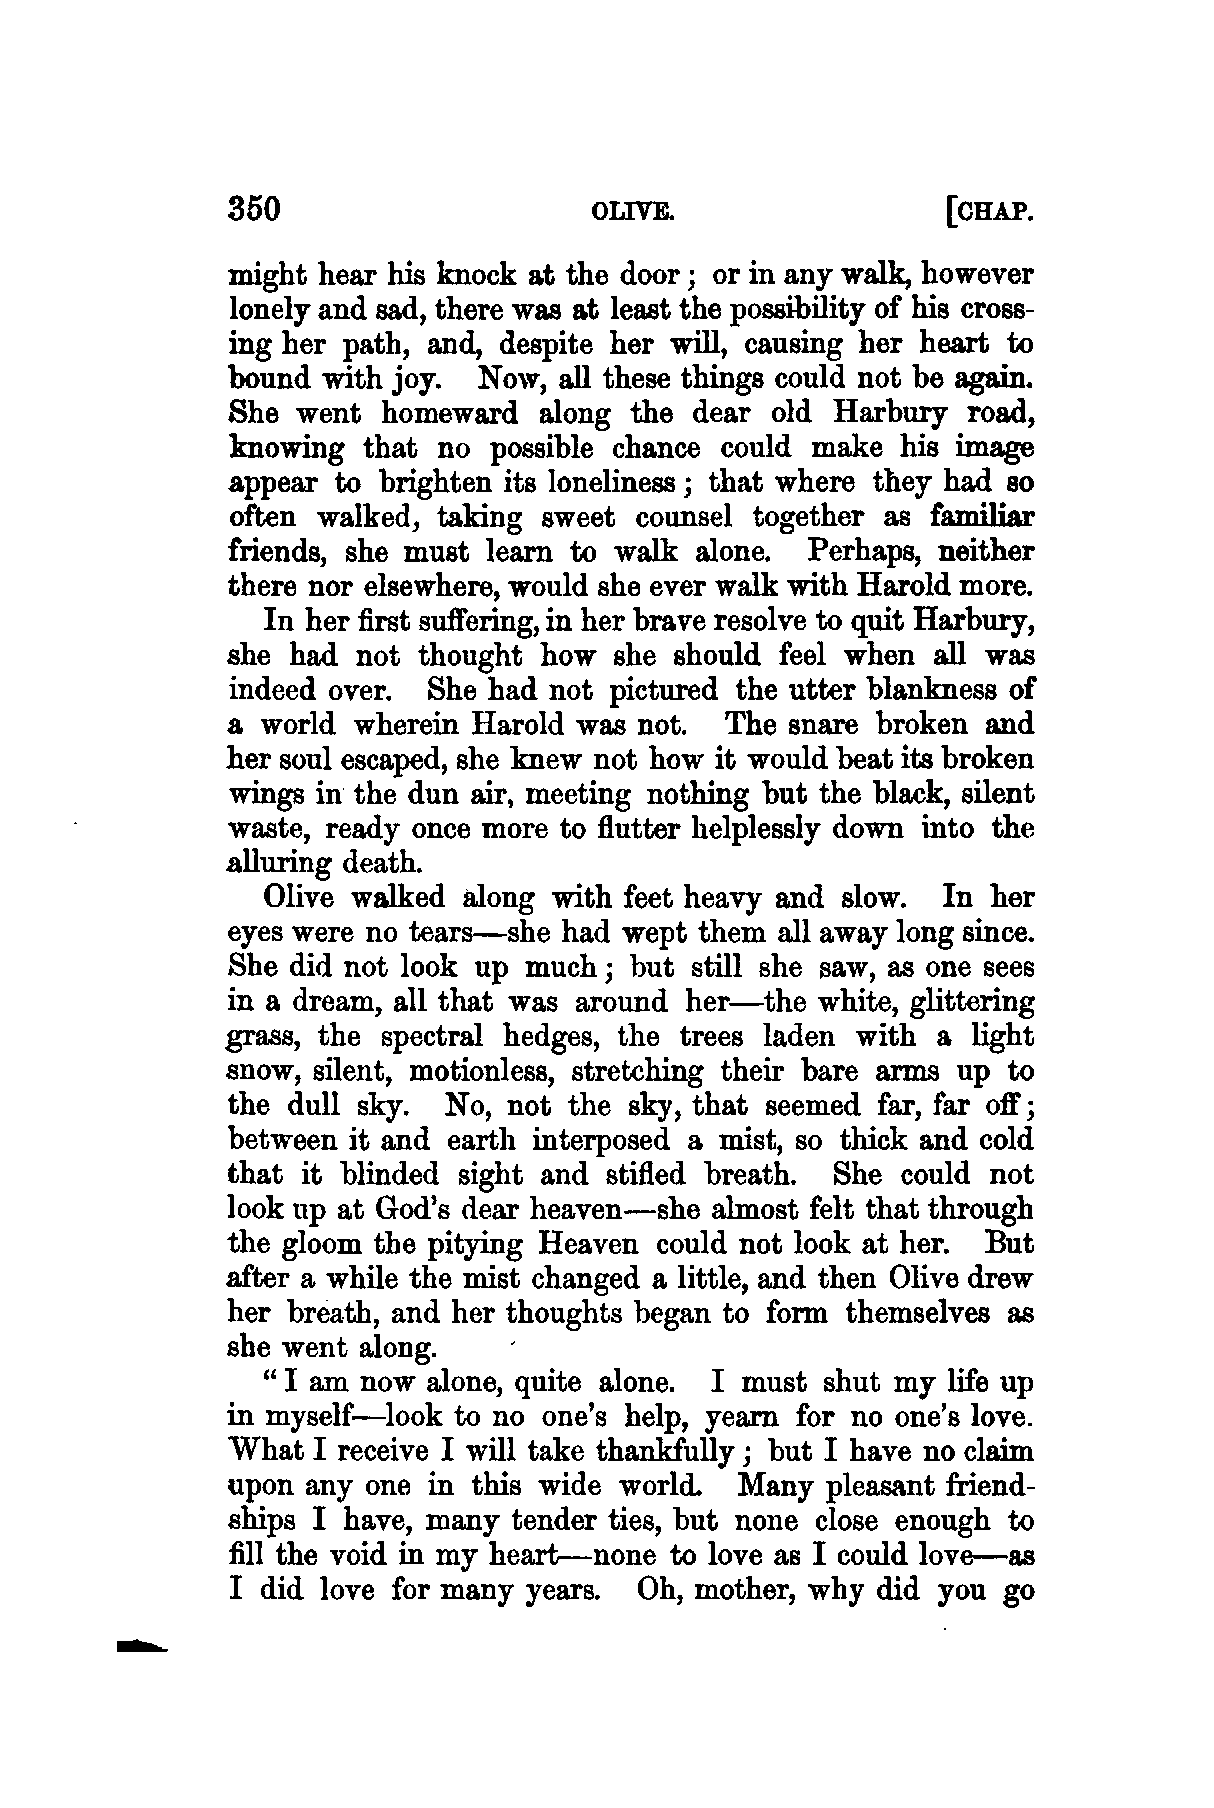 350 OLIVE. [CHAP.
might hear his knock at the door; or in any walk, however
lonely and sad, there was at least the possibility of his cross-
ing her path, and, despite her will, causing her heart to
bound with joy. Now, all these things could not be again.
She went homeward along the dear old Harbury road,
knowing that no possible chance could make his image
appear to brighten its loneliness; that where they had so
often walked, taking sweet counsel together as familiar
friends, she must learn to walk alone. Perhaps, neither
there nor elsewhere, would she ever walk with Harold more.
In her first suffering, in her brave resolve to quit Harbury,
she had not thought how she should feel when all was
indeed over. She had not pictured the utter blankness of
a world wherein Harold was not. The snare broken and
her soul escaped, she knew not how it would beat its broken
wings in the dun air, meeting nothing but the black, silent
waste, ready once more to flutter helplessly down into the
alluring death.
Olive walked along with feet heavy and slow. In her
eyes were no tears—she had wept them all away long since.
She did not look up much; but still she saw, as one sees
in a dream, all that was around her—the white, glittering
grass, the spectral hedges, the trees laden with a light
snow, silent, motionless, stretching their bare arms up to
the dull sky. No, not the sky, that seemed far, far off;
between it and earth interposed a mist, so thick and cold
that it blinded sight and stifled breath. She could not
look up at God's dear heaven—she almost felt that through
the gloom the pitying Heaven could not look at her. But
after a while the mist changed a little, and then Olive drew
her breath, and her thoughts began to form themselves as
she went along.
"I am now alone, quite alone. I must shut my life up
in myself—look to no one's help, yearn for no one's love.
What I receive I will take thankfully; but I have no claim
upon any one in this wide world. Many pleasant friend-
ships I have, many tender ties, but none close enough to
fill the void in my heart—none to love as I could love—as
I did love for many years. Oh, mother, why did you go